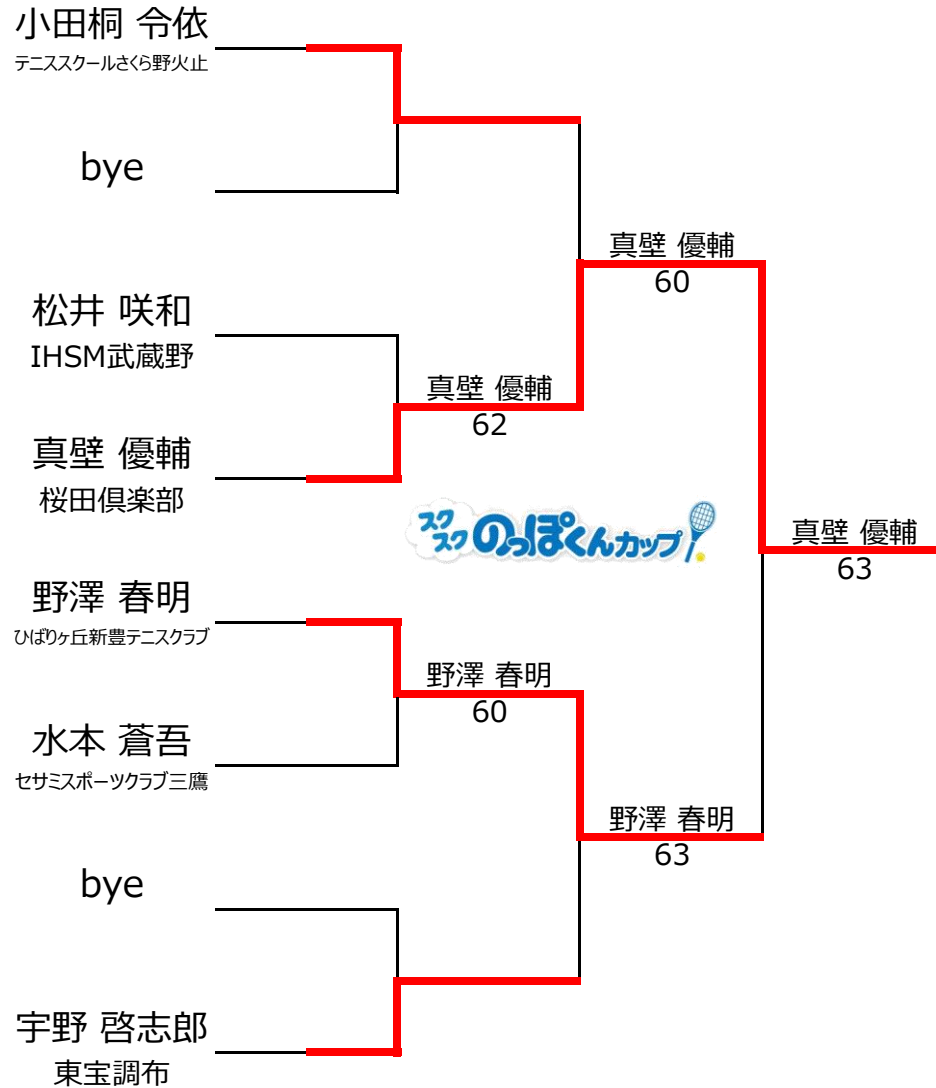 小田桐 令依
テニススクールさくら野火止
bye
真壁 優輔
60
松井 咲和
IHSM武蔵野
真壁 優輔
62
真壁 優輔
桜田倶楽部
スク
スク のっぽくんカップ
真壁 優輔
63
野澤 春明
ひばりヶ丘新豊テニスクラブ
野澤 春明
60
水本 蒼吾
セサミスポーツクラブ三鷹
野澤 春明
63
bye
宇野 啓志郎
東宝調布